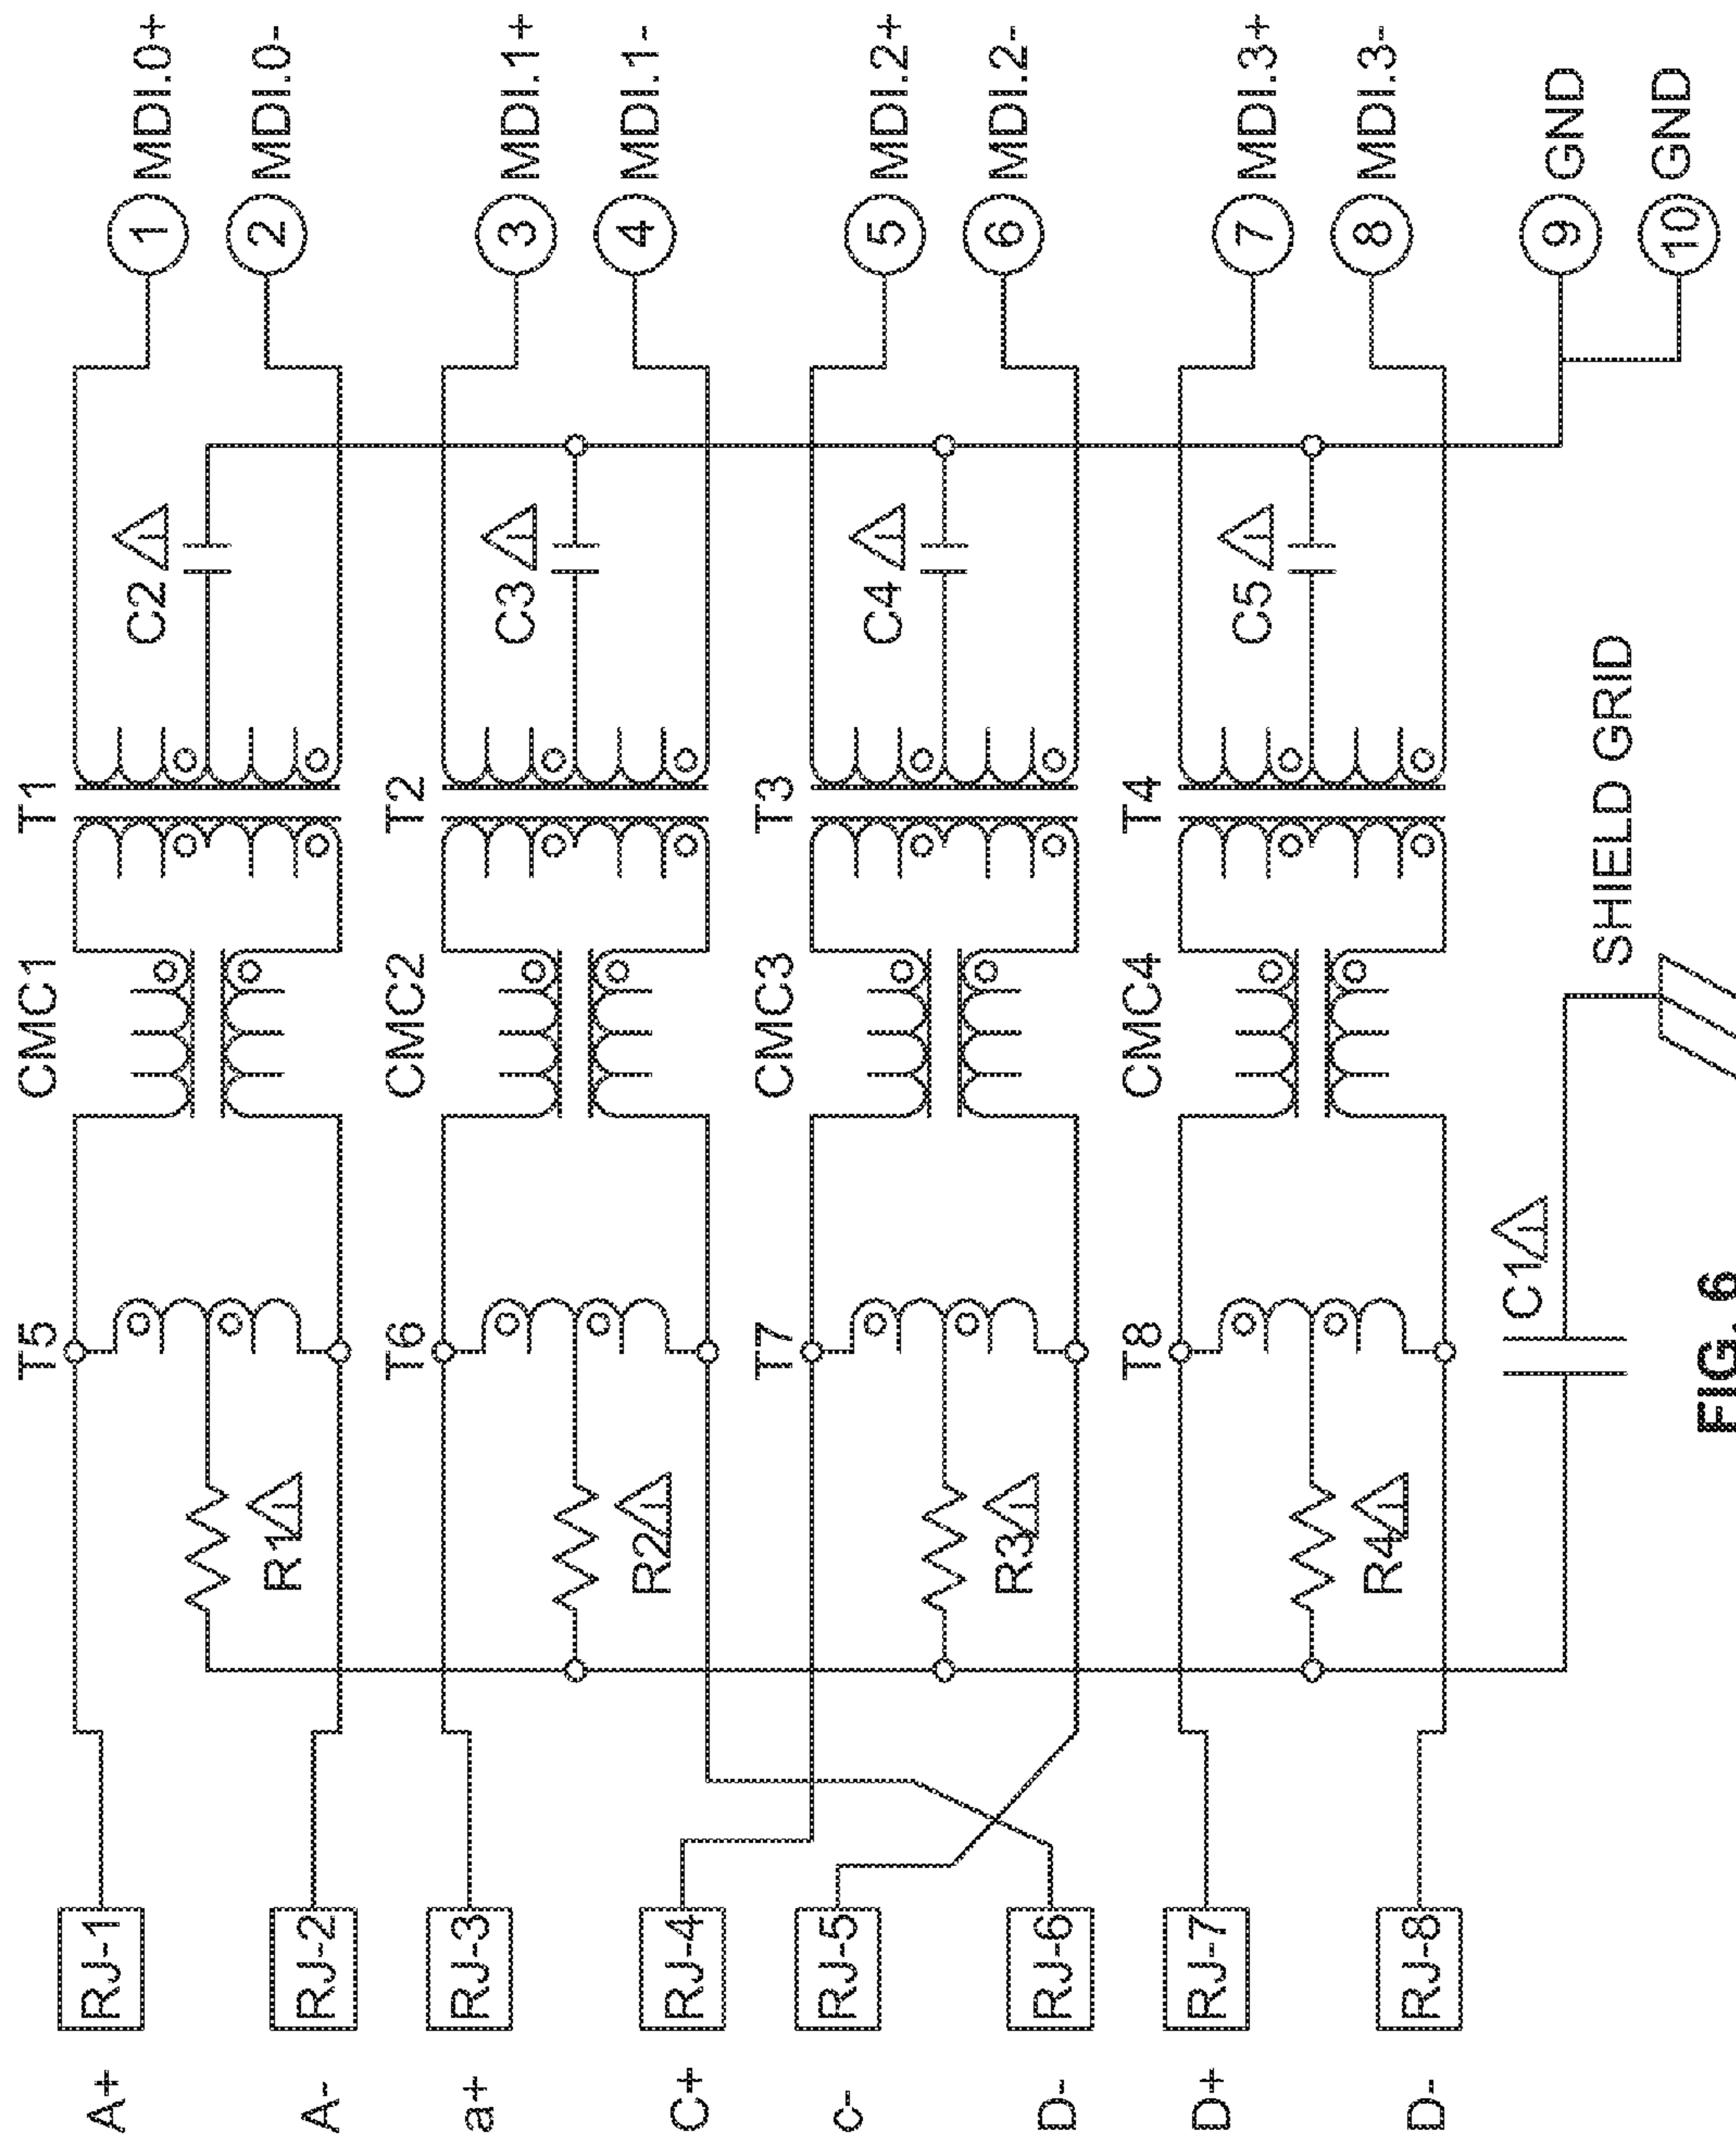 A+
RJ-1
T5
R1
CMC1
T1
C2
1 MDI.0+
A-
RJ-2
2 MDI.0-
a+
RJ-3
T6
R2
CMC2
T2
C3
3 MDI.1+
4 MDI.1-
C+
RJ-4
T7
R3
CMC3
T3
C4
5 MDI.2+
c-
RJ-5
D-
RJ-6
6 MDI.2-
D+
RJ-7
T8
R4
CMC4
T4
C5
7 MDI.3+
D-
RJ-8
8 MDI.3-
C1
SHIELD GRID
9 GND
10 GND
FIG. 6